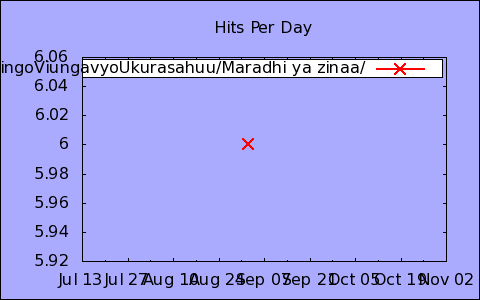 Hits Per Day
6.06
ingoViungavyoUkurasahuu/Maradhi ya zinaa/
6.04
6.02
6
5.98
5.96
5.94
5.92
Jul 13 Jul 27 Aug 10 Aug 24 Sep 07 Sep 21 Oct 05 Oct 19 Nov 02